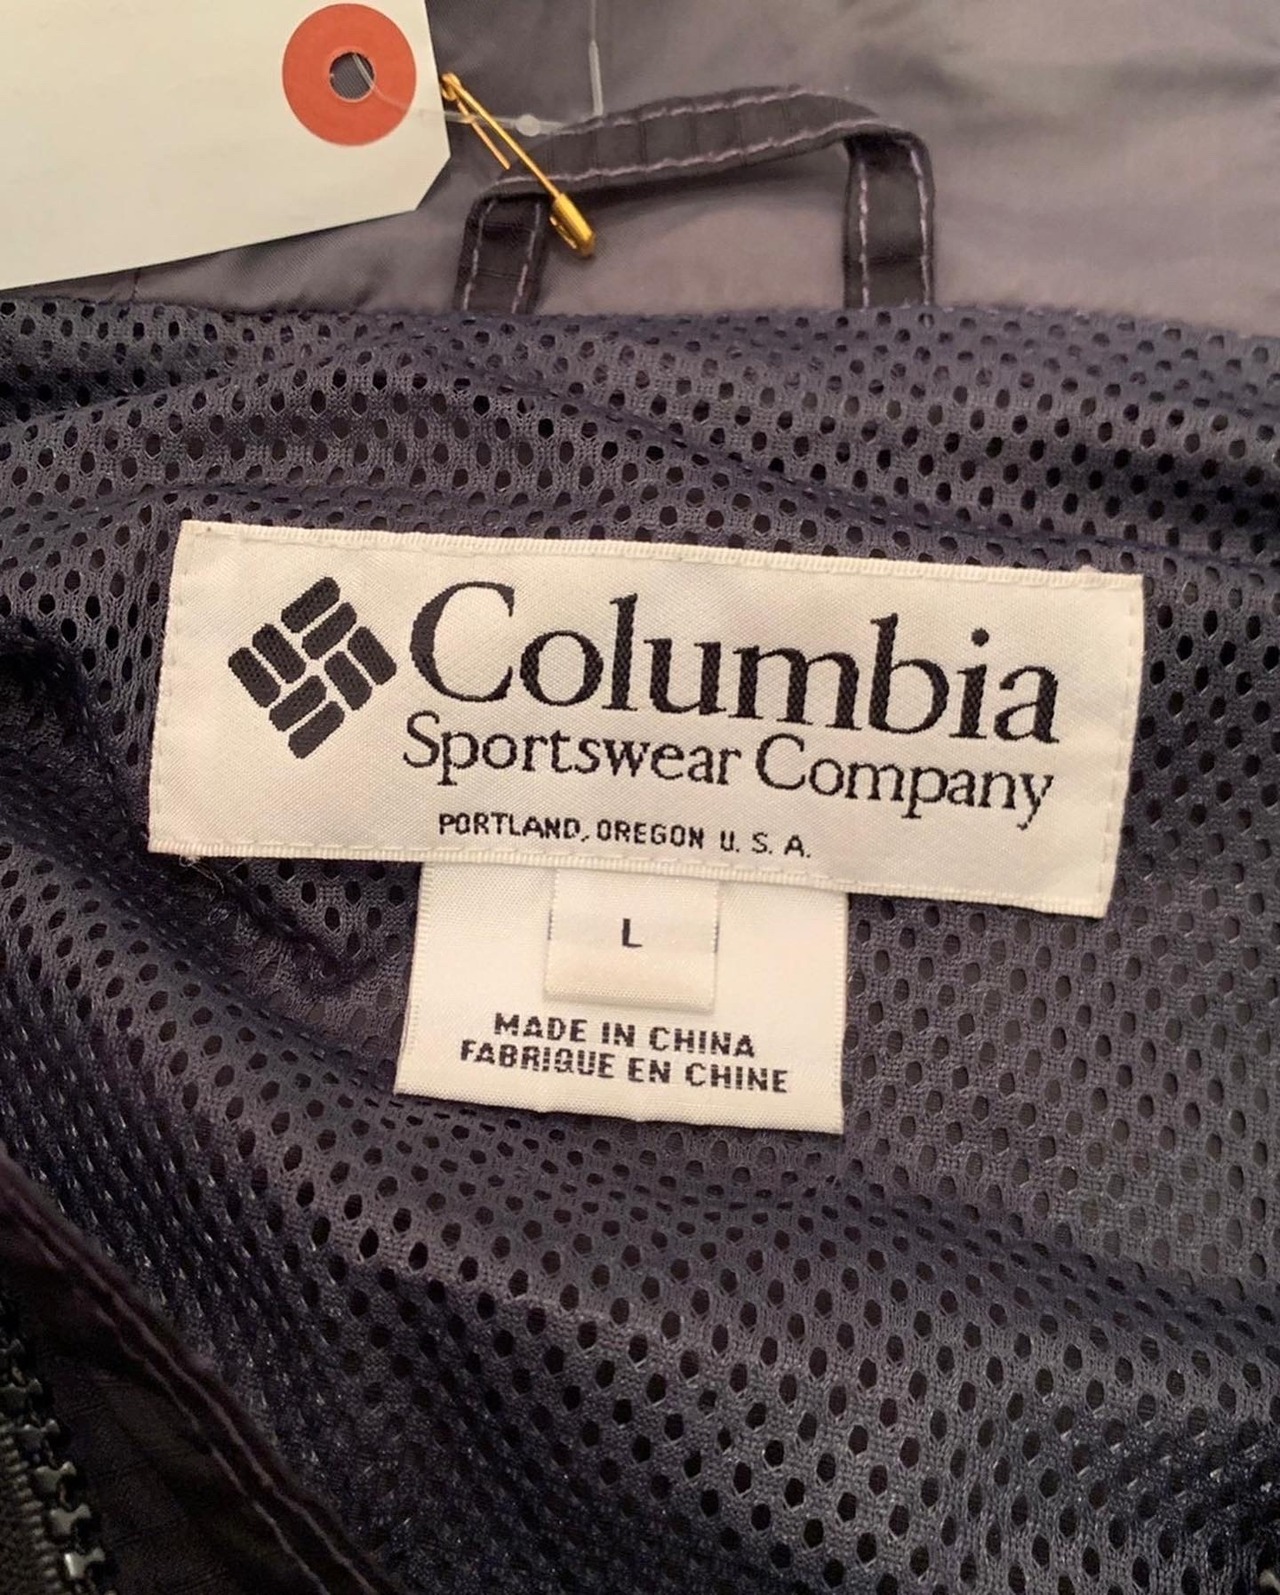 Columbia
Sportswear Company
PORTLAND, OREGON U. S. A.
L
MADE IN CHINA
FABRIQUE EN CHINE